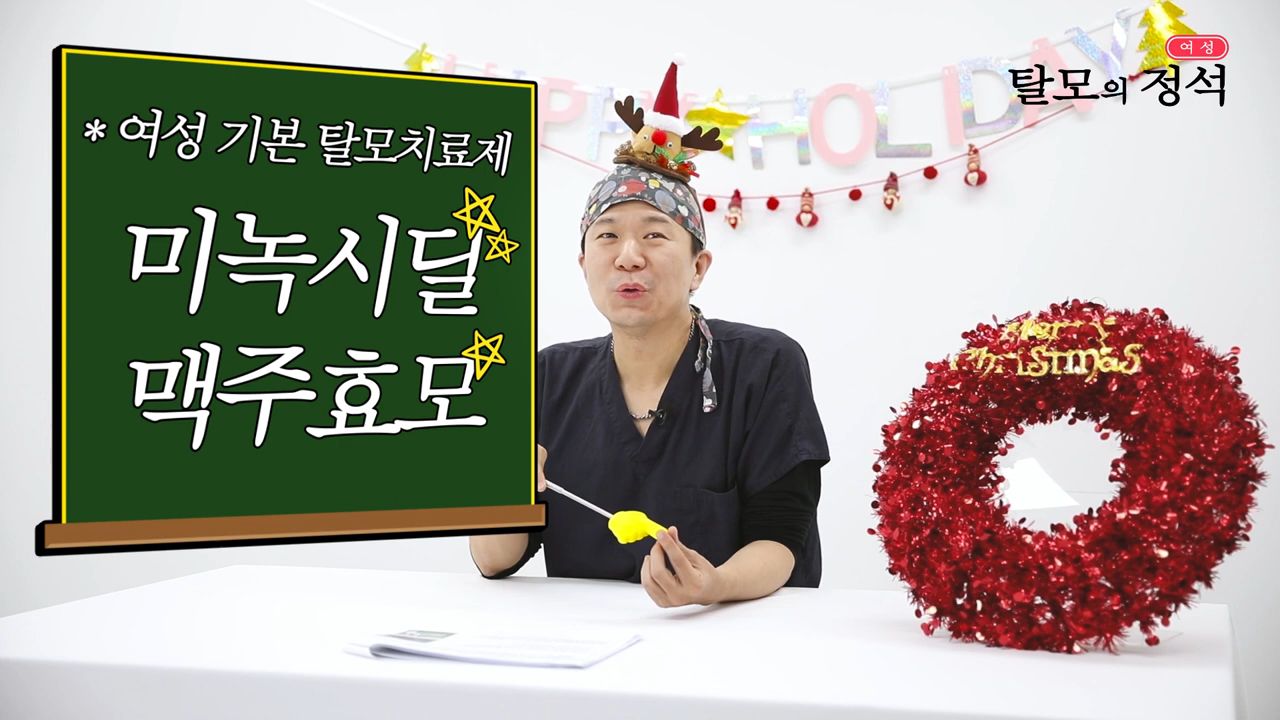 * 여성 기본 탈모치료제
미녹시딜
맥주효모
HAPPY HOLIDAY
여성
탈모의 정석
Merry
Christmas